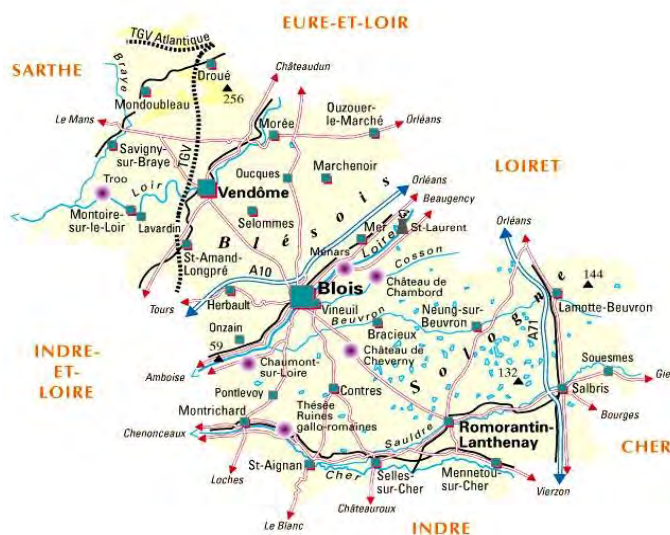 EURE-ET-LOIR
TGV Atlantique
SARTHE
Braye
Droué
Châteaudun
256
Mondoubleau
Ouzouer-
le-Marché
Le Mans
Morée
Orléans
TGV
Savigny-
sur-Braye
Oucques
Marchenoir
LOIRET
Troo
Loir
Vendôme
Orléans
Beaugency
Montoire-
sur-le-Loir
Lavardin
Selommes
Mer
Loire
St-Laurent
Orléans
Blésois
Menars
Cosson
St-Amand-
Longpré
A10
Château de
Chambord
144
Blois
Lamotte-Beuvron
Tours
Herbault
Vineuil
Beuvron
Neung-sur-
Beuvron
A71
Onzain
Bracieux
Sologne
INDRE-
ET-
LOIRE
59
Château de
Cheverny
Souesmes
Amboise
Chaumont-
sur-Loire
132
Gie
Pontlevoy
Contres
Salbris
Thésée
Ruines
gallo-romaines
Montrichard
Sauldre
Romorantin-
Lanthenay
Bourges
Chenonceaux
CHER
Loches
St-Aignan
Cher
Selles-
sur-Cher
Mennetou-
sur-Cher
Vierzon
Le Blanc
Châteauroux
INDRE